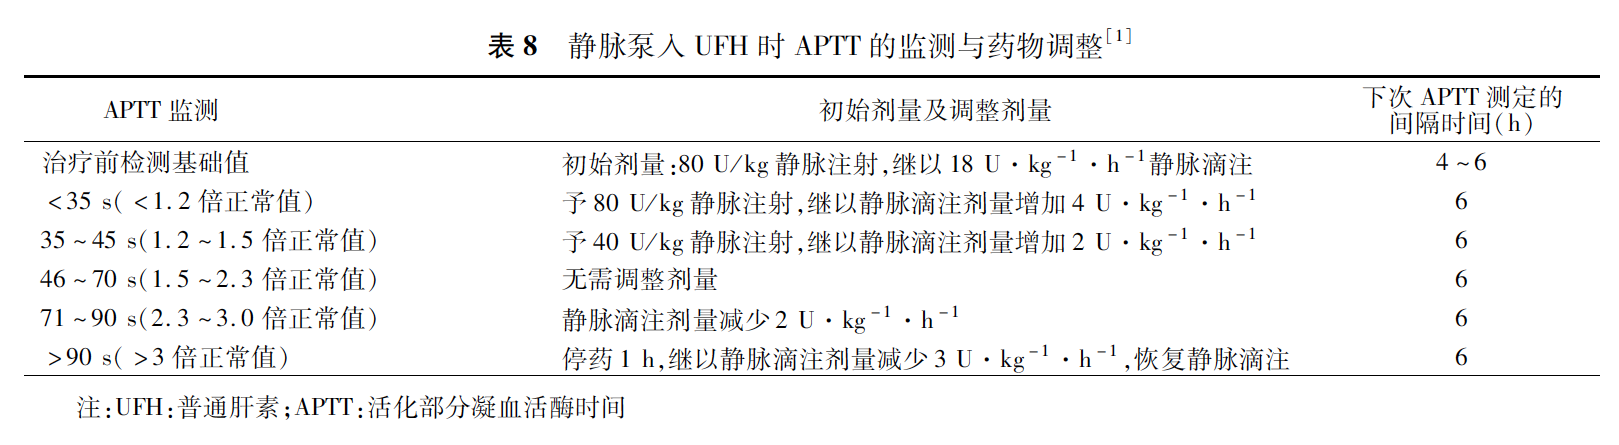 表 8 静脉泵入 UFH 时 APTT 的监测与药物调整[1]
APTT 监测 初始剂量及调整剂量 下次 APTT 测定的间隔时间(h)
治疗前检测基础值 初始剂量:80 U/kg 静脉注射,继以 18 U·kg⁻¹·h⁻¹静脉滴注 4~6
<35 s(<1.2 倍正常值) 予 80 U/kg 静脉注射,继以静脉滴注剂量增加 4 U·kg⁻¹·h⁻¹ 6
35~45 s(1.2~1.5 倍正常值) 予 40 U/kg 静脉注射,继以静脉滴注剂量增加 2 U·kg⁻¹·h⁻¹ 6
46~70 s(1.5~2.3 倍正常值) 无需调整剂量 6
71~90 s(2.3~3.0 倍正常值) 静脉滴注剂量减少 2 U·kg⁻¹·h⁻¹ 6
>90 s(>3 倍正常值) 停药 1 h,继以静脉滴注剂量减少 3 U·kg⁻¹·h⁻¹,恢复静脉滴注 6
注:UFH:普通肝素;APTT:活化部分凝血活酶时间